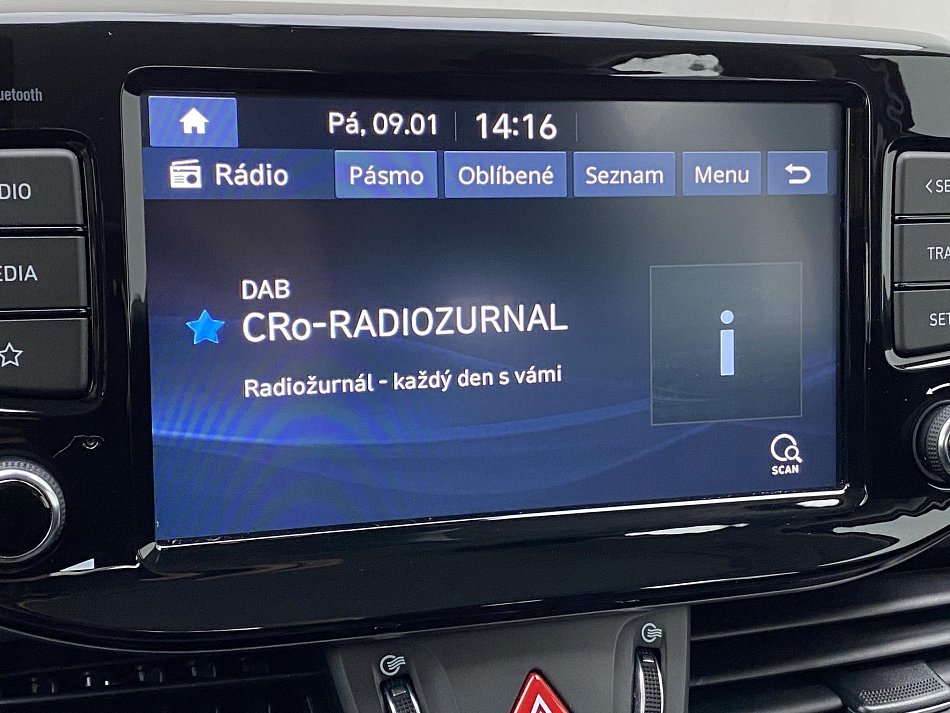 Pá, 09.01 14:16
Rádio Pásmo Oblíbené Seznam Menu
DAB
CRo-RADIOZURNAL
Radiožurnál - každý den s vámi
SCAN